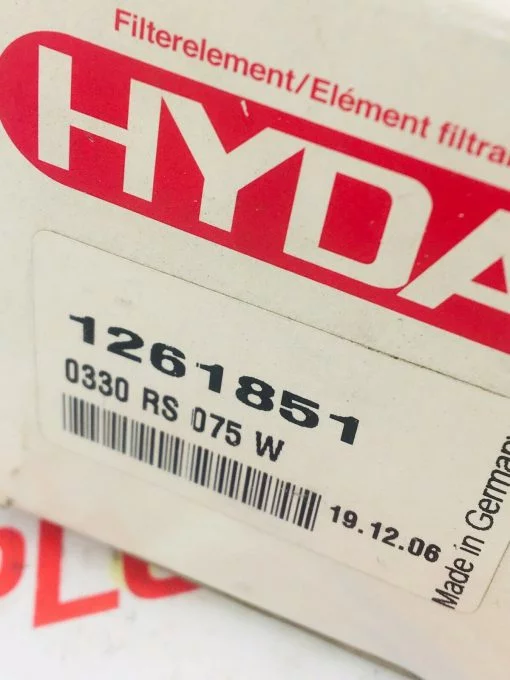 Filterelement/Elément filtra
HYDA
1261851
0330 RS 075 W
19.12.06
Made in Germany